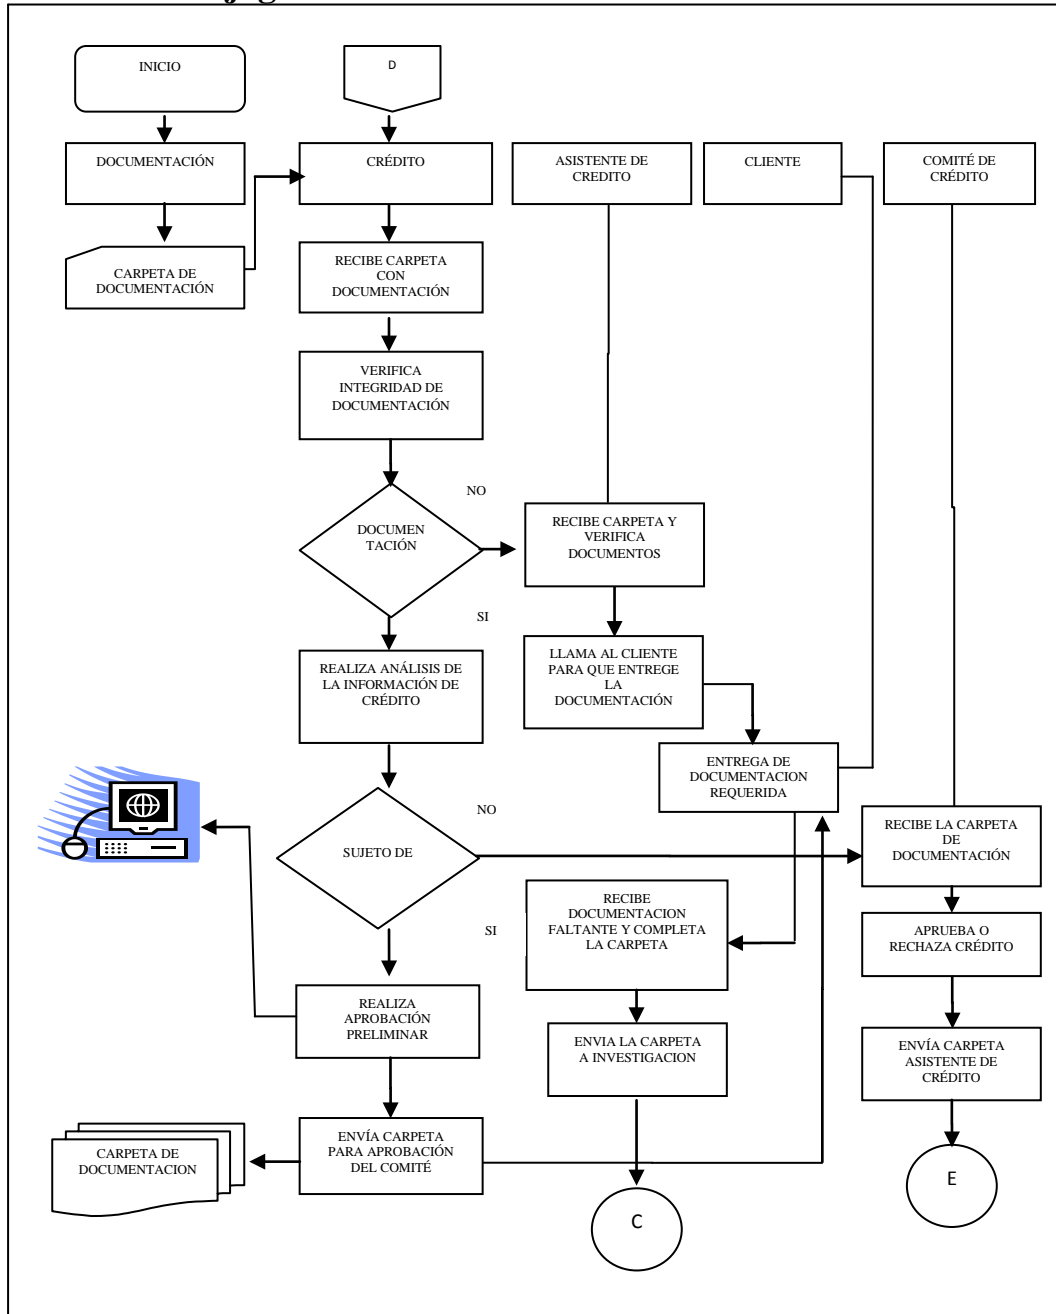 INICIO
D
DOCUMENTACIÓN
CRÉDITO
ASISTENTE DE
CREDITO
CLIENTE
COMITÉ DE
CRÉDITO
CARPETA DE
DOCUMENTACIÓN
RECIBE CARPETA
CON
DOCUMENTACIÓN
VERIFICA
INTEGRIDAD DE
DOCUMENTACIÓN
NO
DOCUMEN
TACIÓN
RECIBE CARPETA Y
VERIFICA
DOCUMENTOS
SI
REALIZA ANÁLISIS DE
LA INFORMACIÓN DE
CRÉDITO
LLAMA AL CLIENTE
PARA QUE ENTREGE
LA
DOCUMENTACIÓN
ENTREGA DE
DOCUMENTACION
REQUERIDA
NO
SUJETO DE
RECIBE LA CARPETA
DE
DOCUMENTACIÓN
SI
RECIBE
DOCUMENTACION
FALTANTE Y COMPLETA
LA CARPETA
APRUEBA O
RECHAZA CRÉDITO
REALIZA
APROBACIÓN
PRELIMINAR
ENVIA LA CARPETA
A INVESTIGACION
ENVÍA CARPETA
ASISTENTE DE
CRÉDITO
CARPETA DE
DOCUMENTACION
ENVÍA CARPETA
PARA APROBACIÓN
DEL COMITÉ
C
E